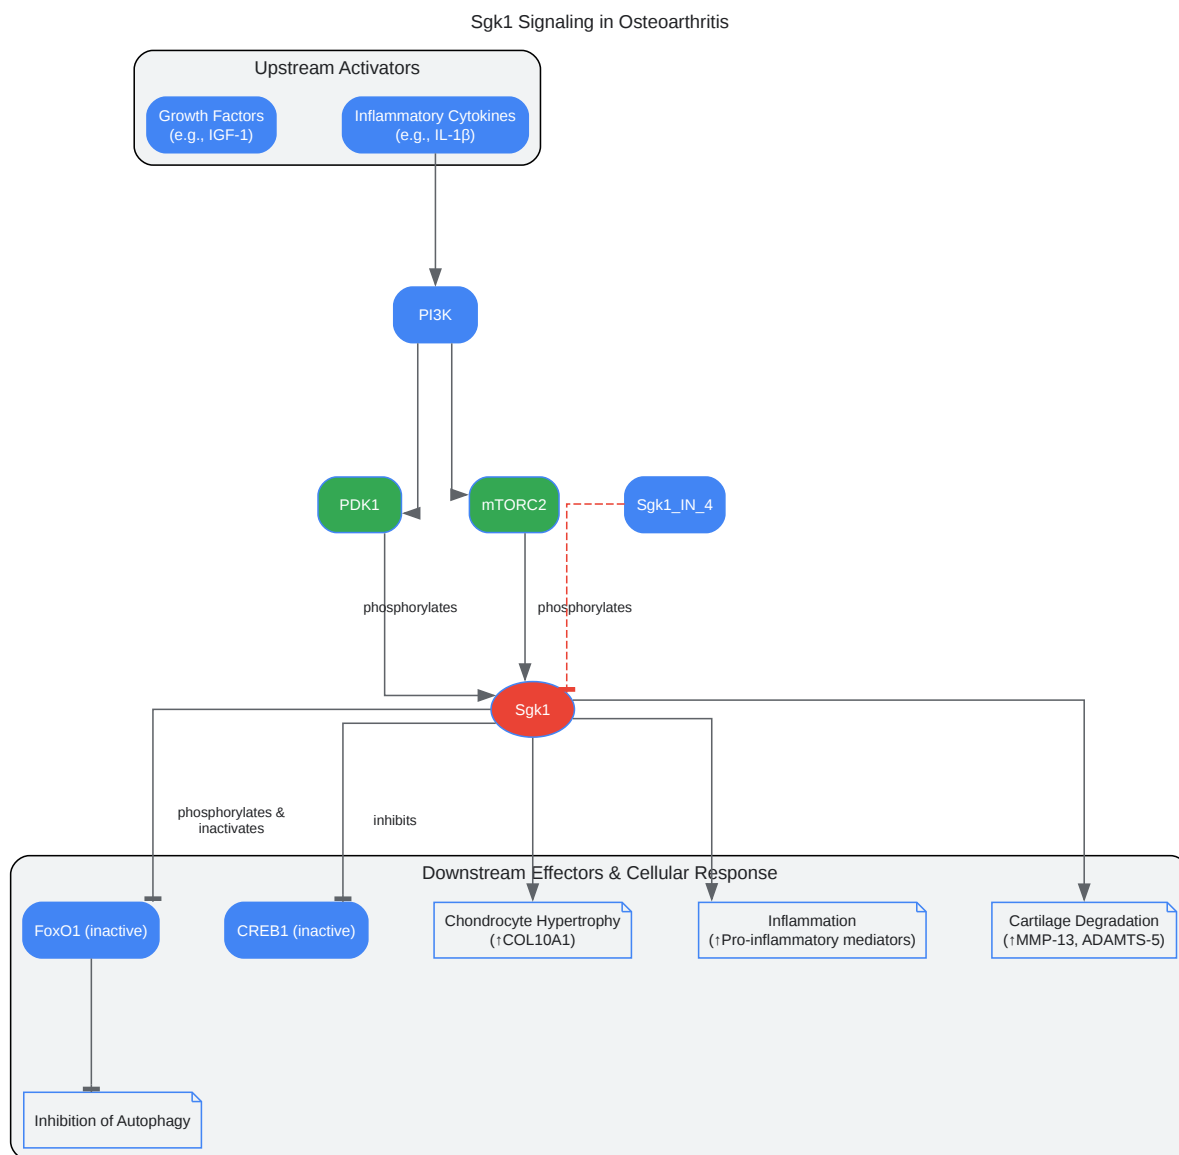 Sgk1 Signaling in Osteoarthritis
Upstream Activators
Growth Factors
(e.g., IGF-1)
Inflammatory Cytokines
(e.g., IL-1β)
PI3K
PDK1
mTORC2
Sgk1_IN_4
phosphorylates
phosphorylates
Sgk1
phosphorylates &
inactivates
inhibits
Downstream Effectors & Cellular Response
FoxO1 (inactive)
CREB1 (inactive)
Chondrocyte Hypertrophy
(↑COL10A1)
Inflammation
(↑Pro-inflammatory mediators)
Cartilage Degradation
(↑MMP-13, ADAMTS-5)
Inhibition of Autophagy